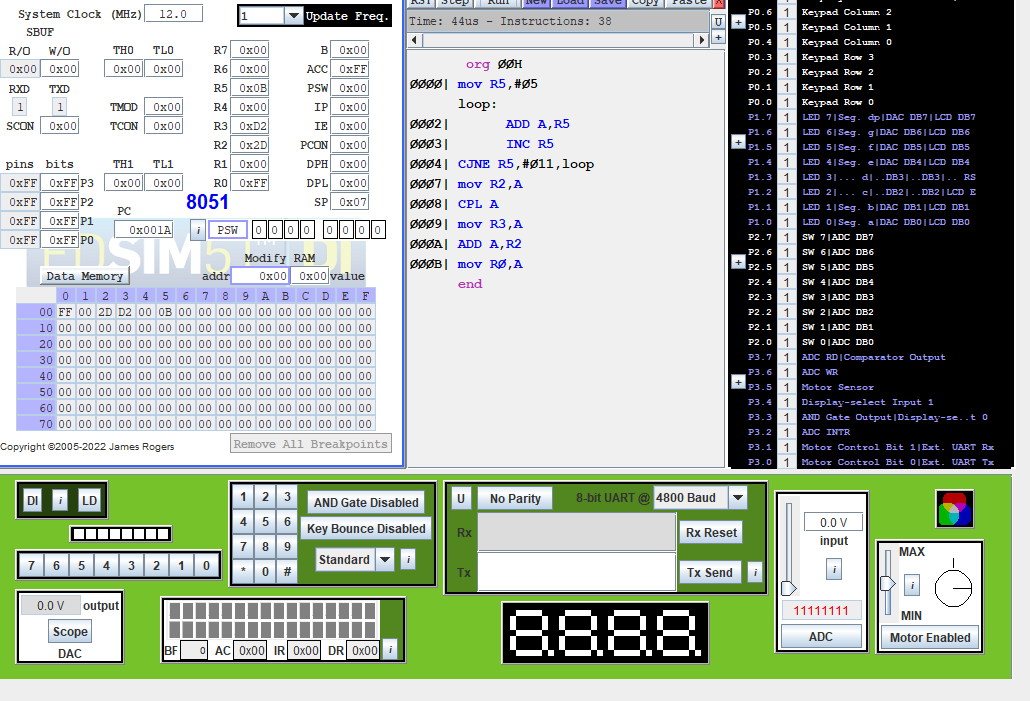 System Clock (MHz) 12.0 1 Update Freq.
SBUF
R/O W/O TH0 TL0 R7 0x00 B 0x00
0x00 0x00 0x00 0x00 R6 0x00 ACC 0xFF
RXD TXD R5 0x0B PSW 0x00
1 1 TMOD 0x00 R4 0x00 IP 0x00
SCON 0x00 TCON 0x00 R3 0xD2 IE 0x00
R2 0x2D PCON 0x00
pins bits TH1 TL1 R1 0x00 DPH 0x00
0xFF 0xFF P3 0x00 0x00 R0 0xFF DPL 0x00
0xFF 0xFF P2 8051 SP 0x07
0xFF 0xFF P1 PC
0xFF 0xFF P0 0x001A i PSW 0 0 0 0 0 0 0 0
Modify RAM
Data Memory addr 0x00 0x00 value
0 1 2 3 4 5 6 7 8 9 A B C D E F
00 FF 00 2D D2 00 0B 00 00 00 00 00 00 00 00 00 00
10 00 00 00 00 00 00 00 00 00 00 00 00 00 00 00 00
20 00 00 00 00 00 00 00 00 00 00 00 00 00 00 00 00
30 00 00 00 00 00 00 00 00 00 00 00 00 00 00 00 00
40 00 00 00 00 00 00 00 00 00 00 00 00 00 00 00 00
50 00 00 00 00 00 00 00 00 00 00 00 00 00 00 00 00
60 00 00 00 00 00 00 00 00 00 00 00 00 00 00 00 00
70 00 00 00 00 00 00 00 00 00 00 00 00 00 00 00 00
Copyright ©2005-2022 James Rogers Remove All Breakpoints
RST Step Run New Load Save Copy Paste X
Time: 44us - Instructions: 38 U
+
org 00H
0000| mov R5,#05
loop:
0002| ADD A,R5
0003| INC R5
0004| CJNE R5,#011,loop
0007| mov R2,A
0008| CPL A
0009| mov R3,A
000A| ADD A,R2
000B| mov R0,A
end
P0.6 1 Keypad Column 2
P0.5 1 Keypad Column 1
P0.4 1 Keypad Column 0
P0.3 1 Keypad Row 3
P0.2 1 Keypad Row 2
P0.1 1 Keypad Row 1
P0.0 1 Keypad Row 0
P1.7 1 LED 7|Seg. dp|DAC DB7|LCD DB7
P1.6 1 LED 6|Seg. g|DAC DB6|LCD DB6
P1.5 1 LED 5|Seg. f|DAC DB5|LCD DB5
P1.4 1 LED 4|Seg. e|DAC DB4|LCD DB4
P1.3 1 LED 3|... d|..DB3|..DB3|.. RS
P1.2 1 LED 2|... c|..DB2|..DB2|LCD E
P1.1 1 LED 1|Seg. b|DAC DB1|LCD DB1
P1.0 1 LED 0|Seg. a|DAC DB0|LCD DB0
P2.7 1 SW 7|ADC DB7
P2.6 1 SW 6|ADC DB6
P2.5 1 SW 5|ADC DB5
P2.4 1 SW 4|ADC DB4
P2.3 1 SW 3|ADC DB3
P2.2 1 SW 2|ADC DB2
P2.1 1 SW 1|ADC DB1
P2.0 1 SW 0|ADC DB0
P3.7 1 ADC RD|Comparator Output
P3.6 1 ADC WR
P3.5 1 Motor Sensor
P3.4 1 Display-select Input 1
P3.3 1 AND Gate Output|Display-se..t 0
P3.2 1 ADC INTR
P3.1 1 Motor Control Bit 1|Ext. UART Rx
P3.0 1 Motor Control Bit 0|Ext. UART Tx
DI i LD
7 6 5 4 3 2 1 0
0.0 V output
Scope
DAC
1 2 3 AND Gate Disabled
4 5 6 Key Bounce Disabled
7 8 9 Standard i
* 0 #
BF 0 AC 0x00 IR 0x00 DR 0x00 i
U No Parity 8-bit UART @ 4800 Baud
Rx Rx Reset
Tx Tx Send i
8.8.8.8.
0.0 V
input
i
11111111
ADC
MAX
i
MIN
Motor Enabled